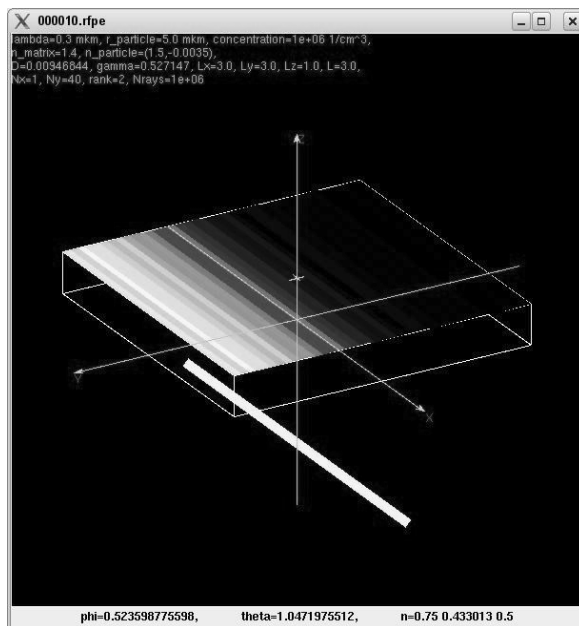 000010.rfpe
lambda=0.3 mkm, r_particle=5.0 mkm, concentration=1e+06 1/cm^3,
n_matrix=1.4, n_particle=(1.5,-0.0035),
D=0.00946844, gamma=0.527147, Lx=3.0, Ly=3.0, Lz=1.0, L=3.0,
Nx=1, Ny=40, rank=2, Nrays=1e+06
Z
Y
X
phi=0.523598775598, theta=1.0471975512, n=0.75 0.433013 0.5